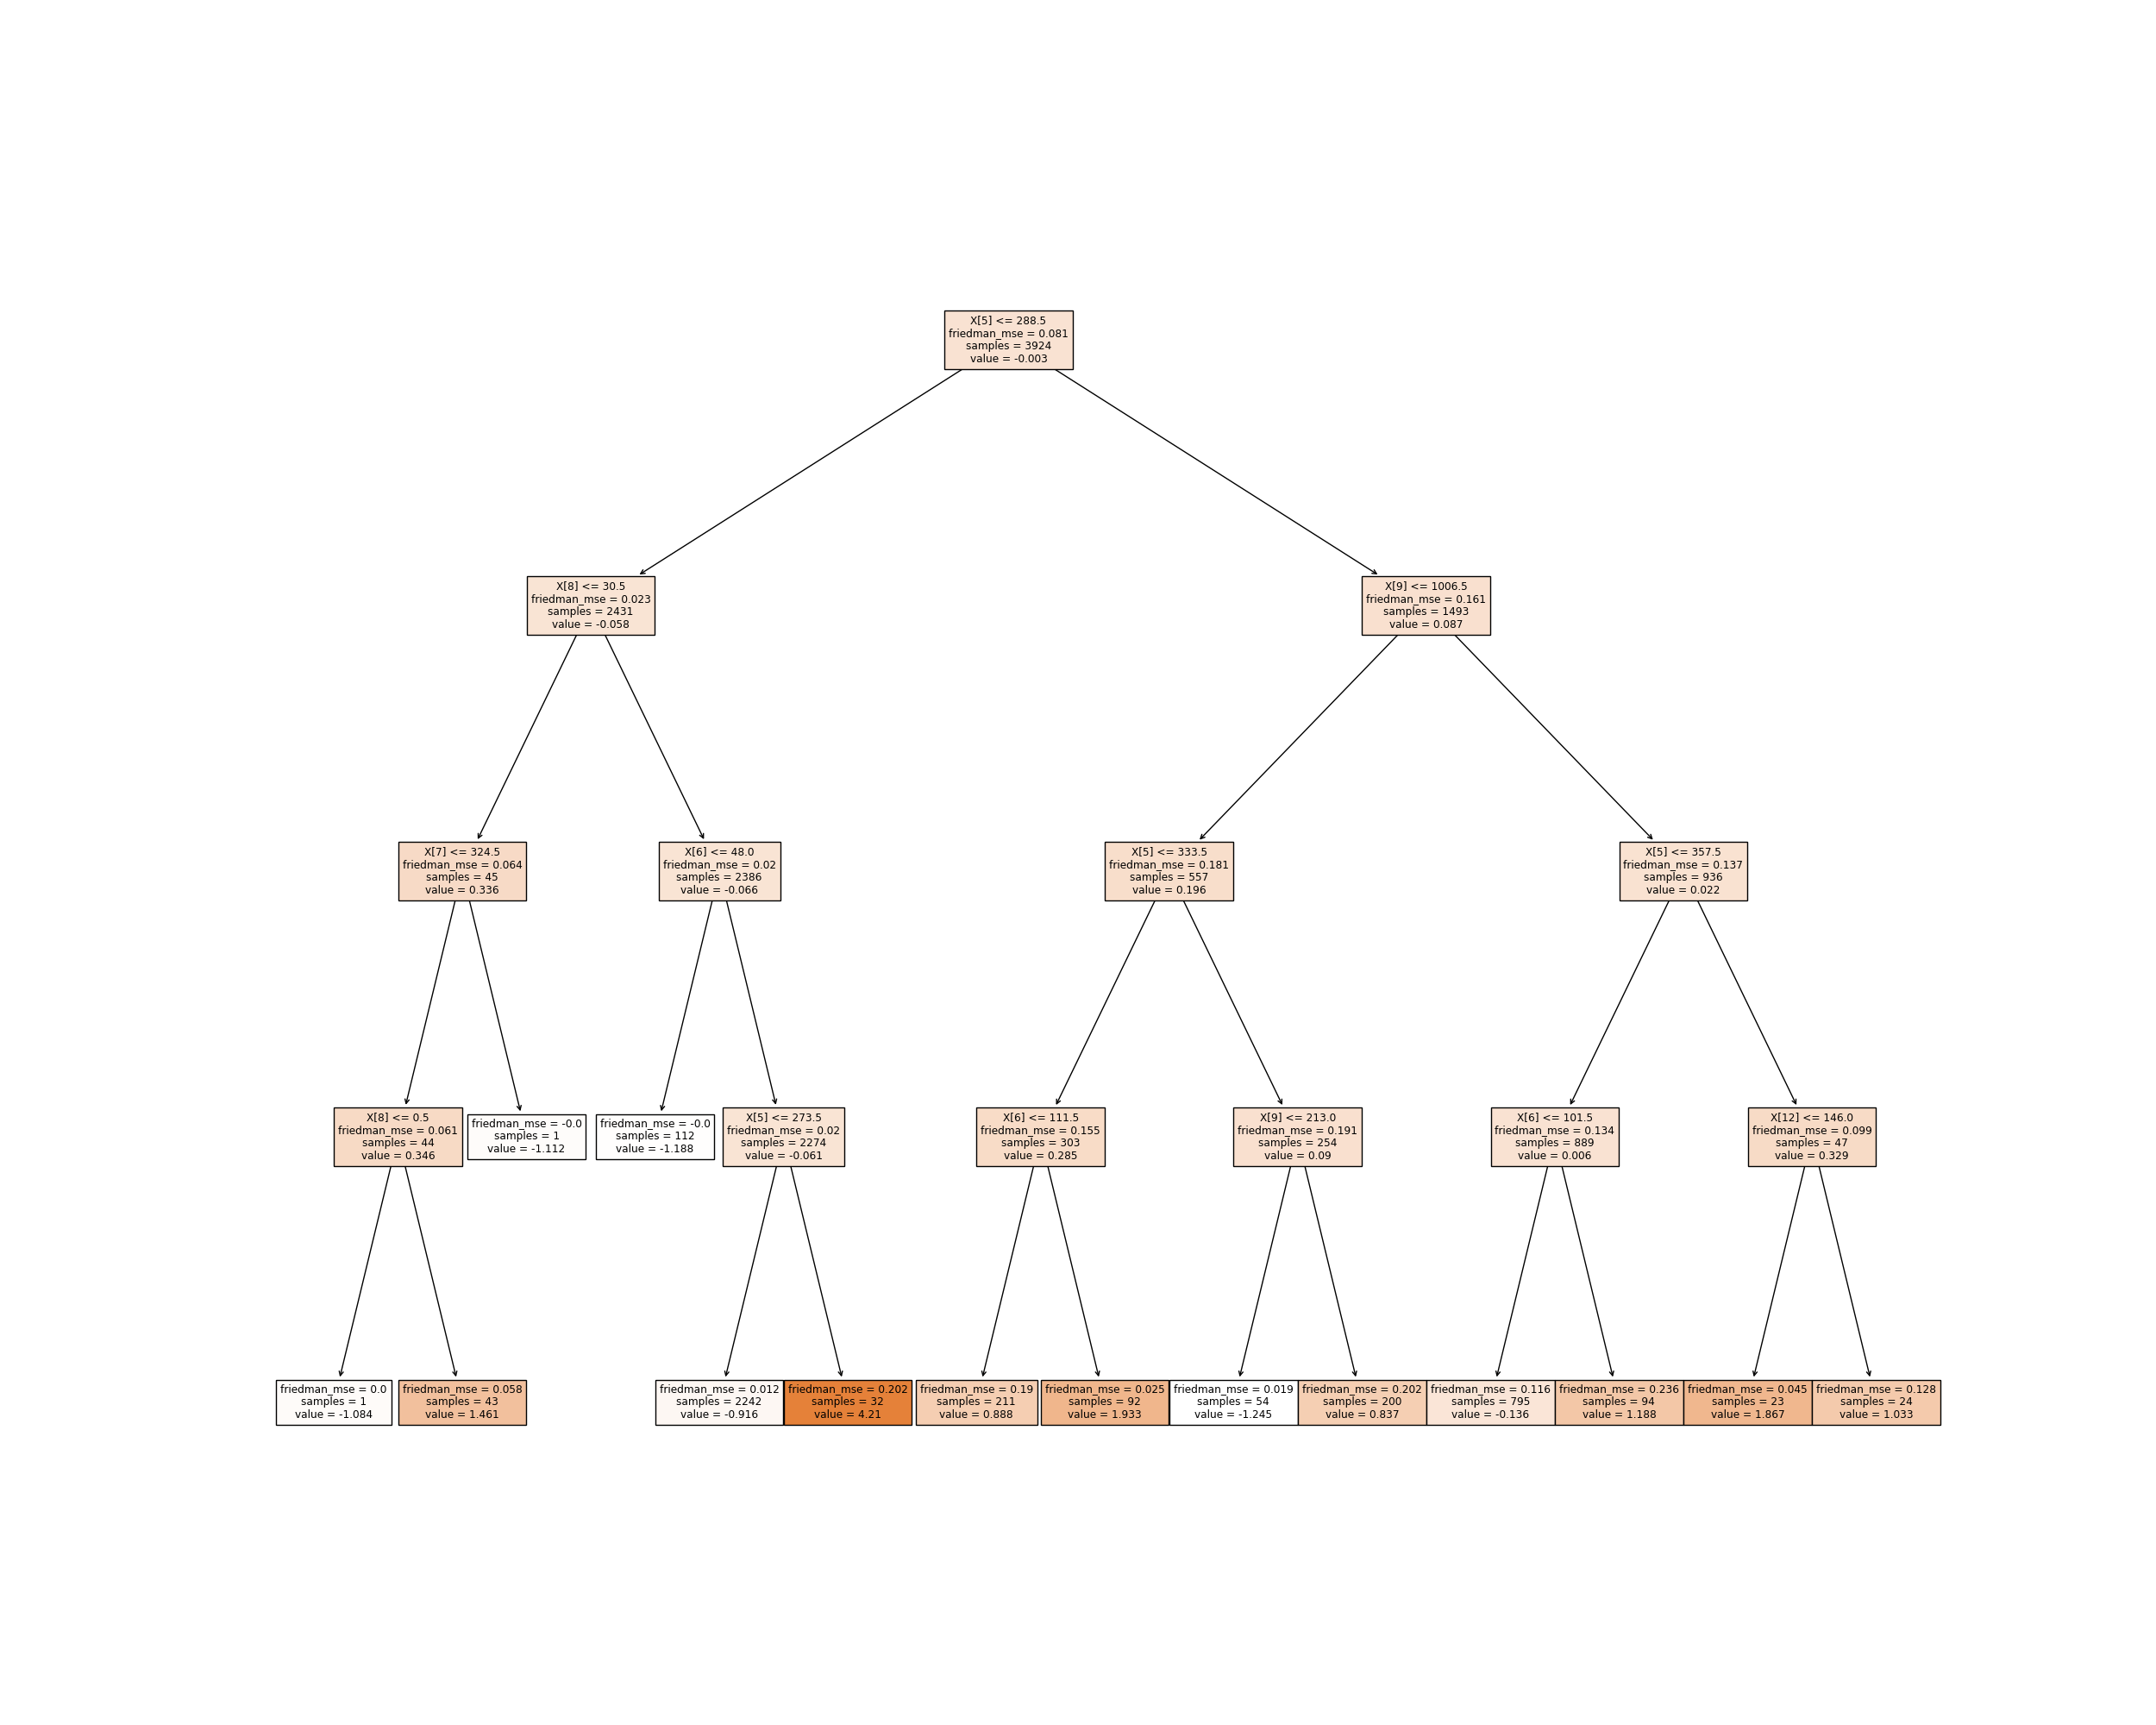 X[5] <= 288.5
friedman_mse = 0.081
samples = 3924
value = -0.003
X[8] <= 30.5
friedman_mse = 0.023
samples = 2431
value = -0.058
X[9] <= 1006.5
friedman_mse = 0.161
samples = 1493
value = 0.087
X[7] <= 324.5
friedman_mse = 0.064
samples = 45
value = 0.336
X[6] <= 48.0
friedman_mse = 0.02
samples = 2386
value = -0.066
X[5] <= 333.5
friedman_mse = 0.181
samples = 557
value = 0.196
X[5] <= 357.5
friedman_mse = 0.137
samples = 936
value = 0.022
X[8] <= 0.5
friedman_mse = 0.061
samples = 44
value = 0.346
friedman_mse = -0.0
samples = 1
value = -1.112
friedman_mse = -0.0
samples = 112
value = -1.188
X[5] <= 273.5
friedman_mse = 0.02
samples = 2274
value = -0.061
X[6] <= 111.5
friedman_mse = 0.155
samples = 303
value = 0.285
X[9] <= 213.0
friedman_mse = 0.191
samples = 254
value = 0.09
X[6] <= 101.5
friedman_mse = 0.134
samples = 889
value = 0.006
X[12] <= 146.0
friedman_mse = 0.099
samples = 47
value = 0.329
friedman_mse = 0.0
samples = 1
value = -1.084
friedman_mse = 0.058
samples = 43
value = 1.461
friedman_mse = 0.012
samples = 2242
value = -0.916
friedman_mse = 0.202
samples = 32
value = 4.21
friedman_mse = 0.19
samples = 211
value = 0.888
friedman_mse = 0.025
samples = 92
value = 1.933
friedman_mse = 0.019
samples = 54
value = -1.245
friedman_mse = 0.202
samples = 200
value = 0.837
friedman_mse = 0.116
samples = 795
value = -0.136
friedman_mse = 0.236
samples = 94
value = 1.188
friedman_mse = 0.045
samples = 23
value = 1.867
friedman_mse = 0.128
samples = 24
value = 1.033